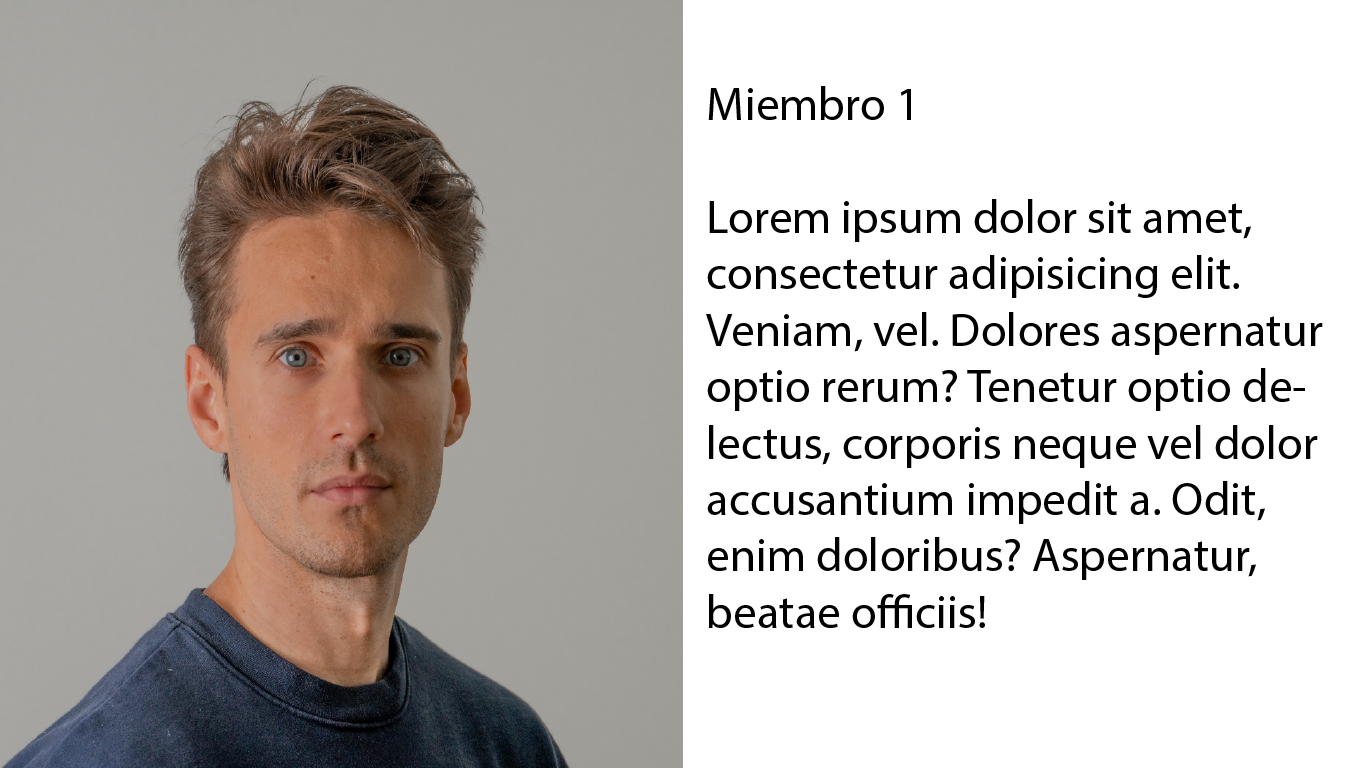 Miembro 1
Lorem ipsum dolor sit amet,
consectetur adipisicing elit.
Veniam, vel. Dolores aspernatur
optio rerum? Tenetur optio de-
lectus, corporis neque vel dolor
accusantium impedit a. Odit,
enim doloribus? Aspernatur,
beatae officiis!